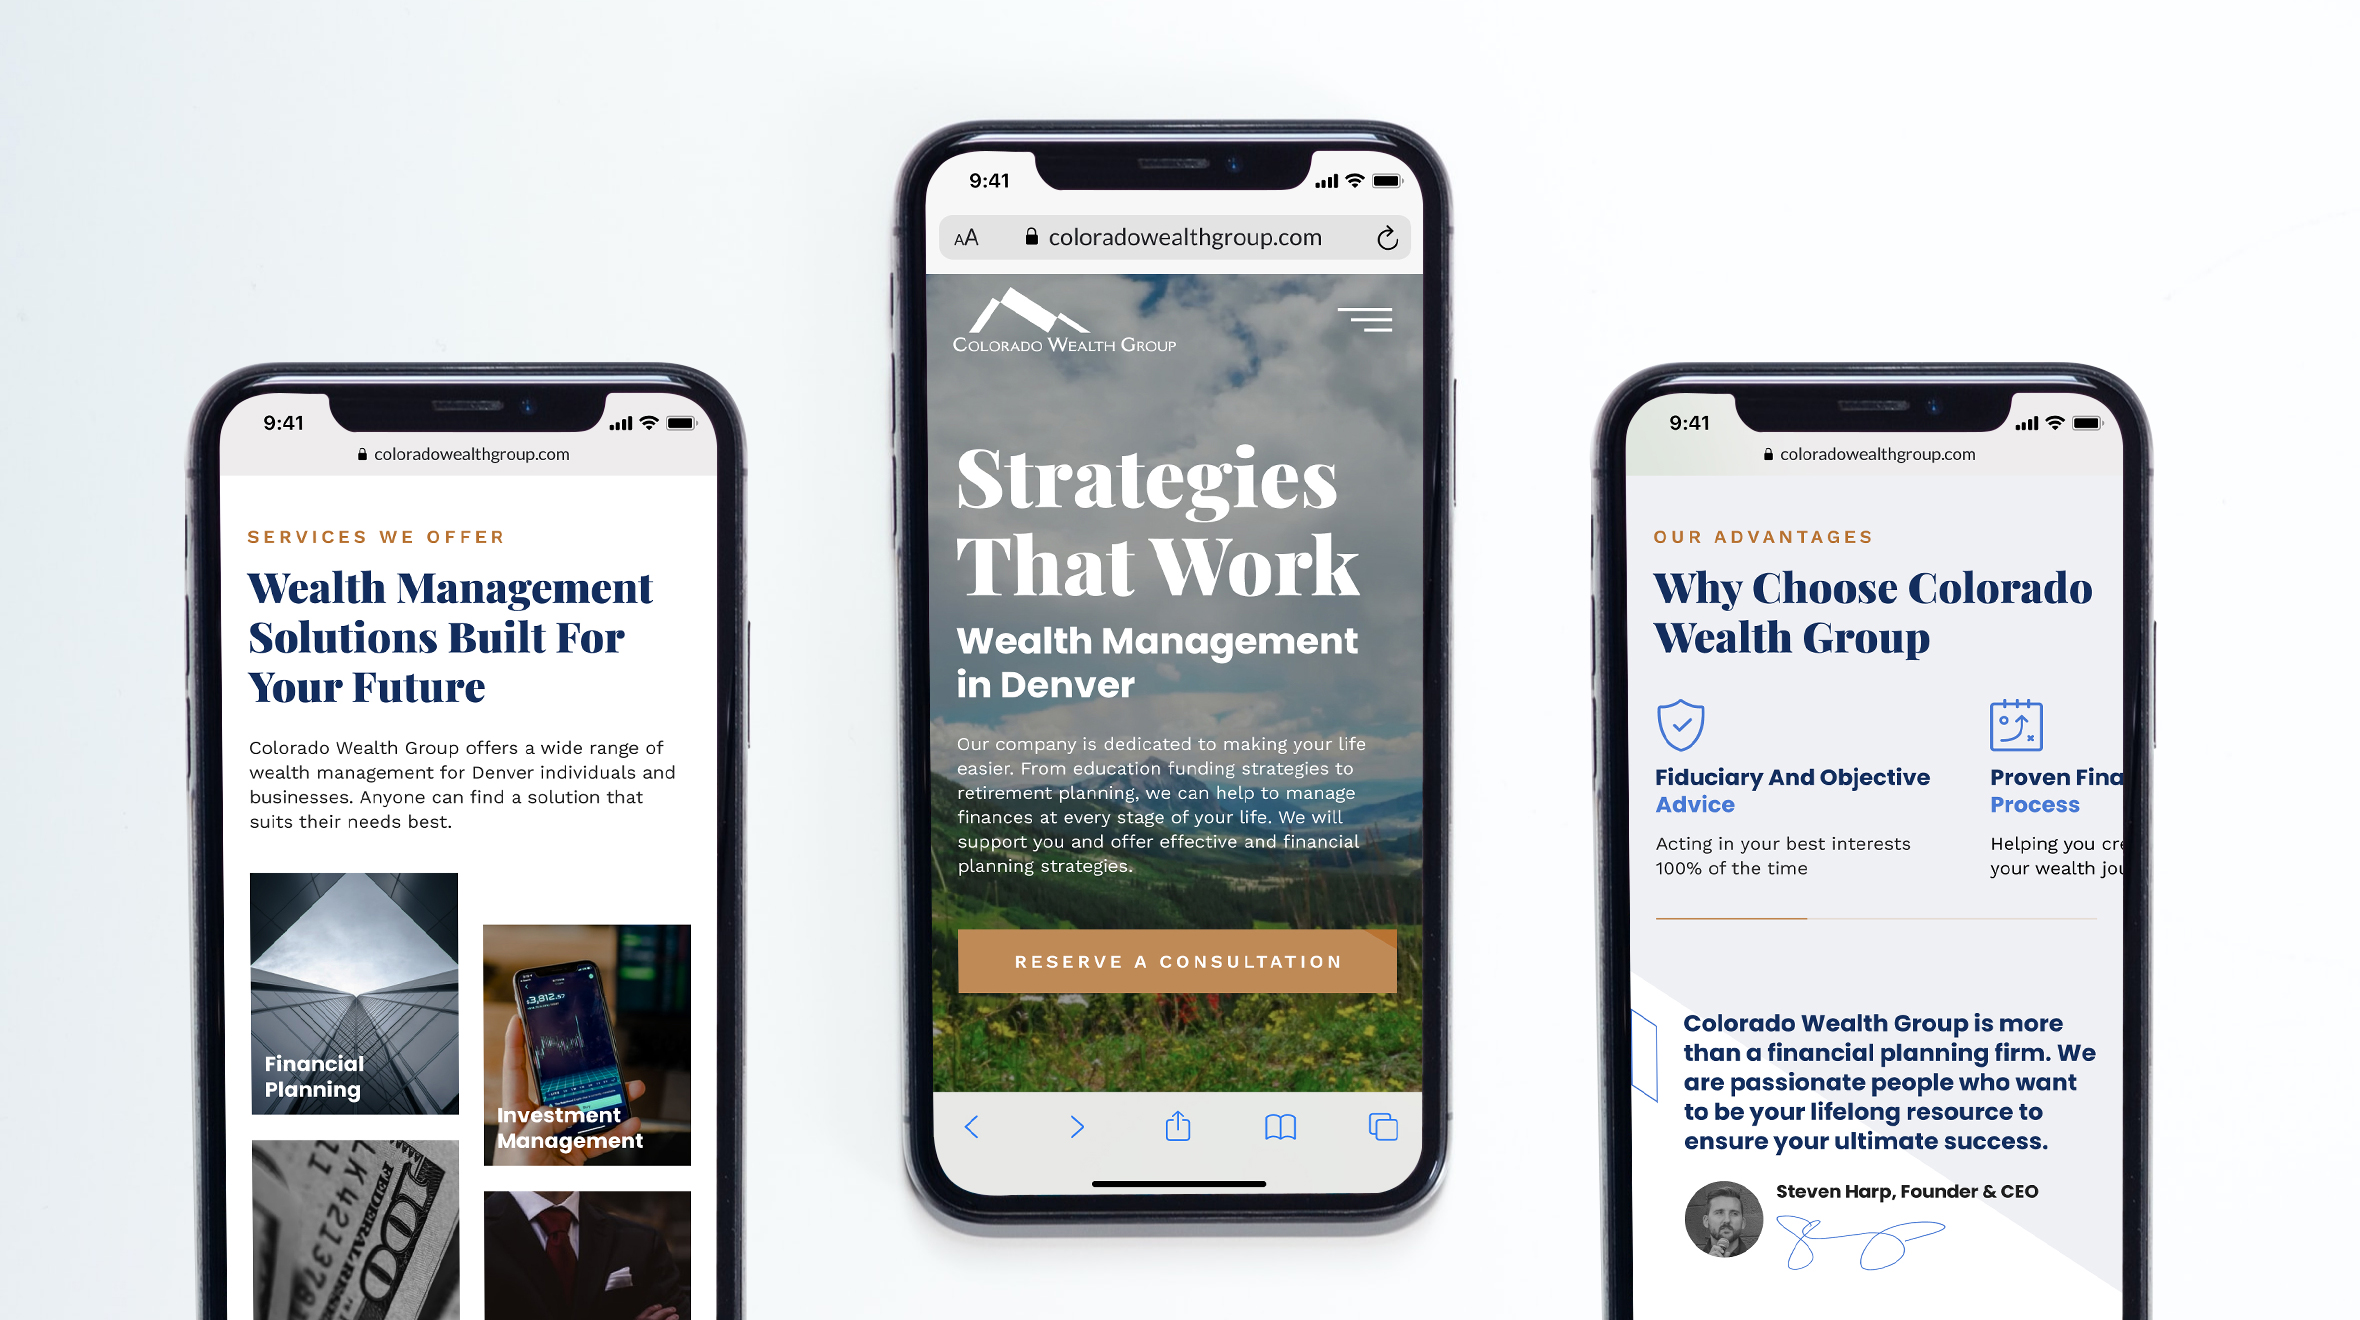 9:41
coloradowealthgroup.com
SERVICES WE OFFER
Wealth Management
Solutions Built For
Your Future
Colorado Wealth Group offers a wide range of
wealth management for Denver individuals and
businesses. Anyone can find a solution that
suits their needs best.
Financial
Planning
3,812.57
Investment
Management
FEDERAL RESERVE
100
9:41
AA coloradowealthgroup.com
COLORADO WEALTH GROUP
Strategies
That Work
Wealth Management
in Denver
Our company is dedicated to making your life
easier. From education funding strategies to
retirement planning, we can help to manage
finances at every stage of your life. We will
support you and offer effective and financial
planning strategies.
RESERVE A CONSULTATION
9:41
coloradowealthgroup.com
OUR ADVANTAGES
Why Choose Colorado
Wealth Group
Fiduciary And Objective
Advice
Acting in your best interests
100% of the time
Proven Fina
Process
Helping you cre
your wealth jou
Colorado Wealth Group is more
than a financial planning firm. We
are passionate people who want
to be your lifelong resource to
ensure your ultimate success.
Steven Harp, Founder & CEO